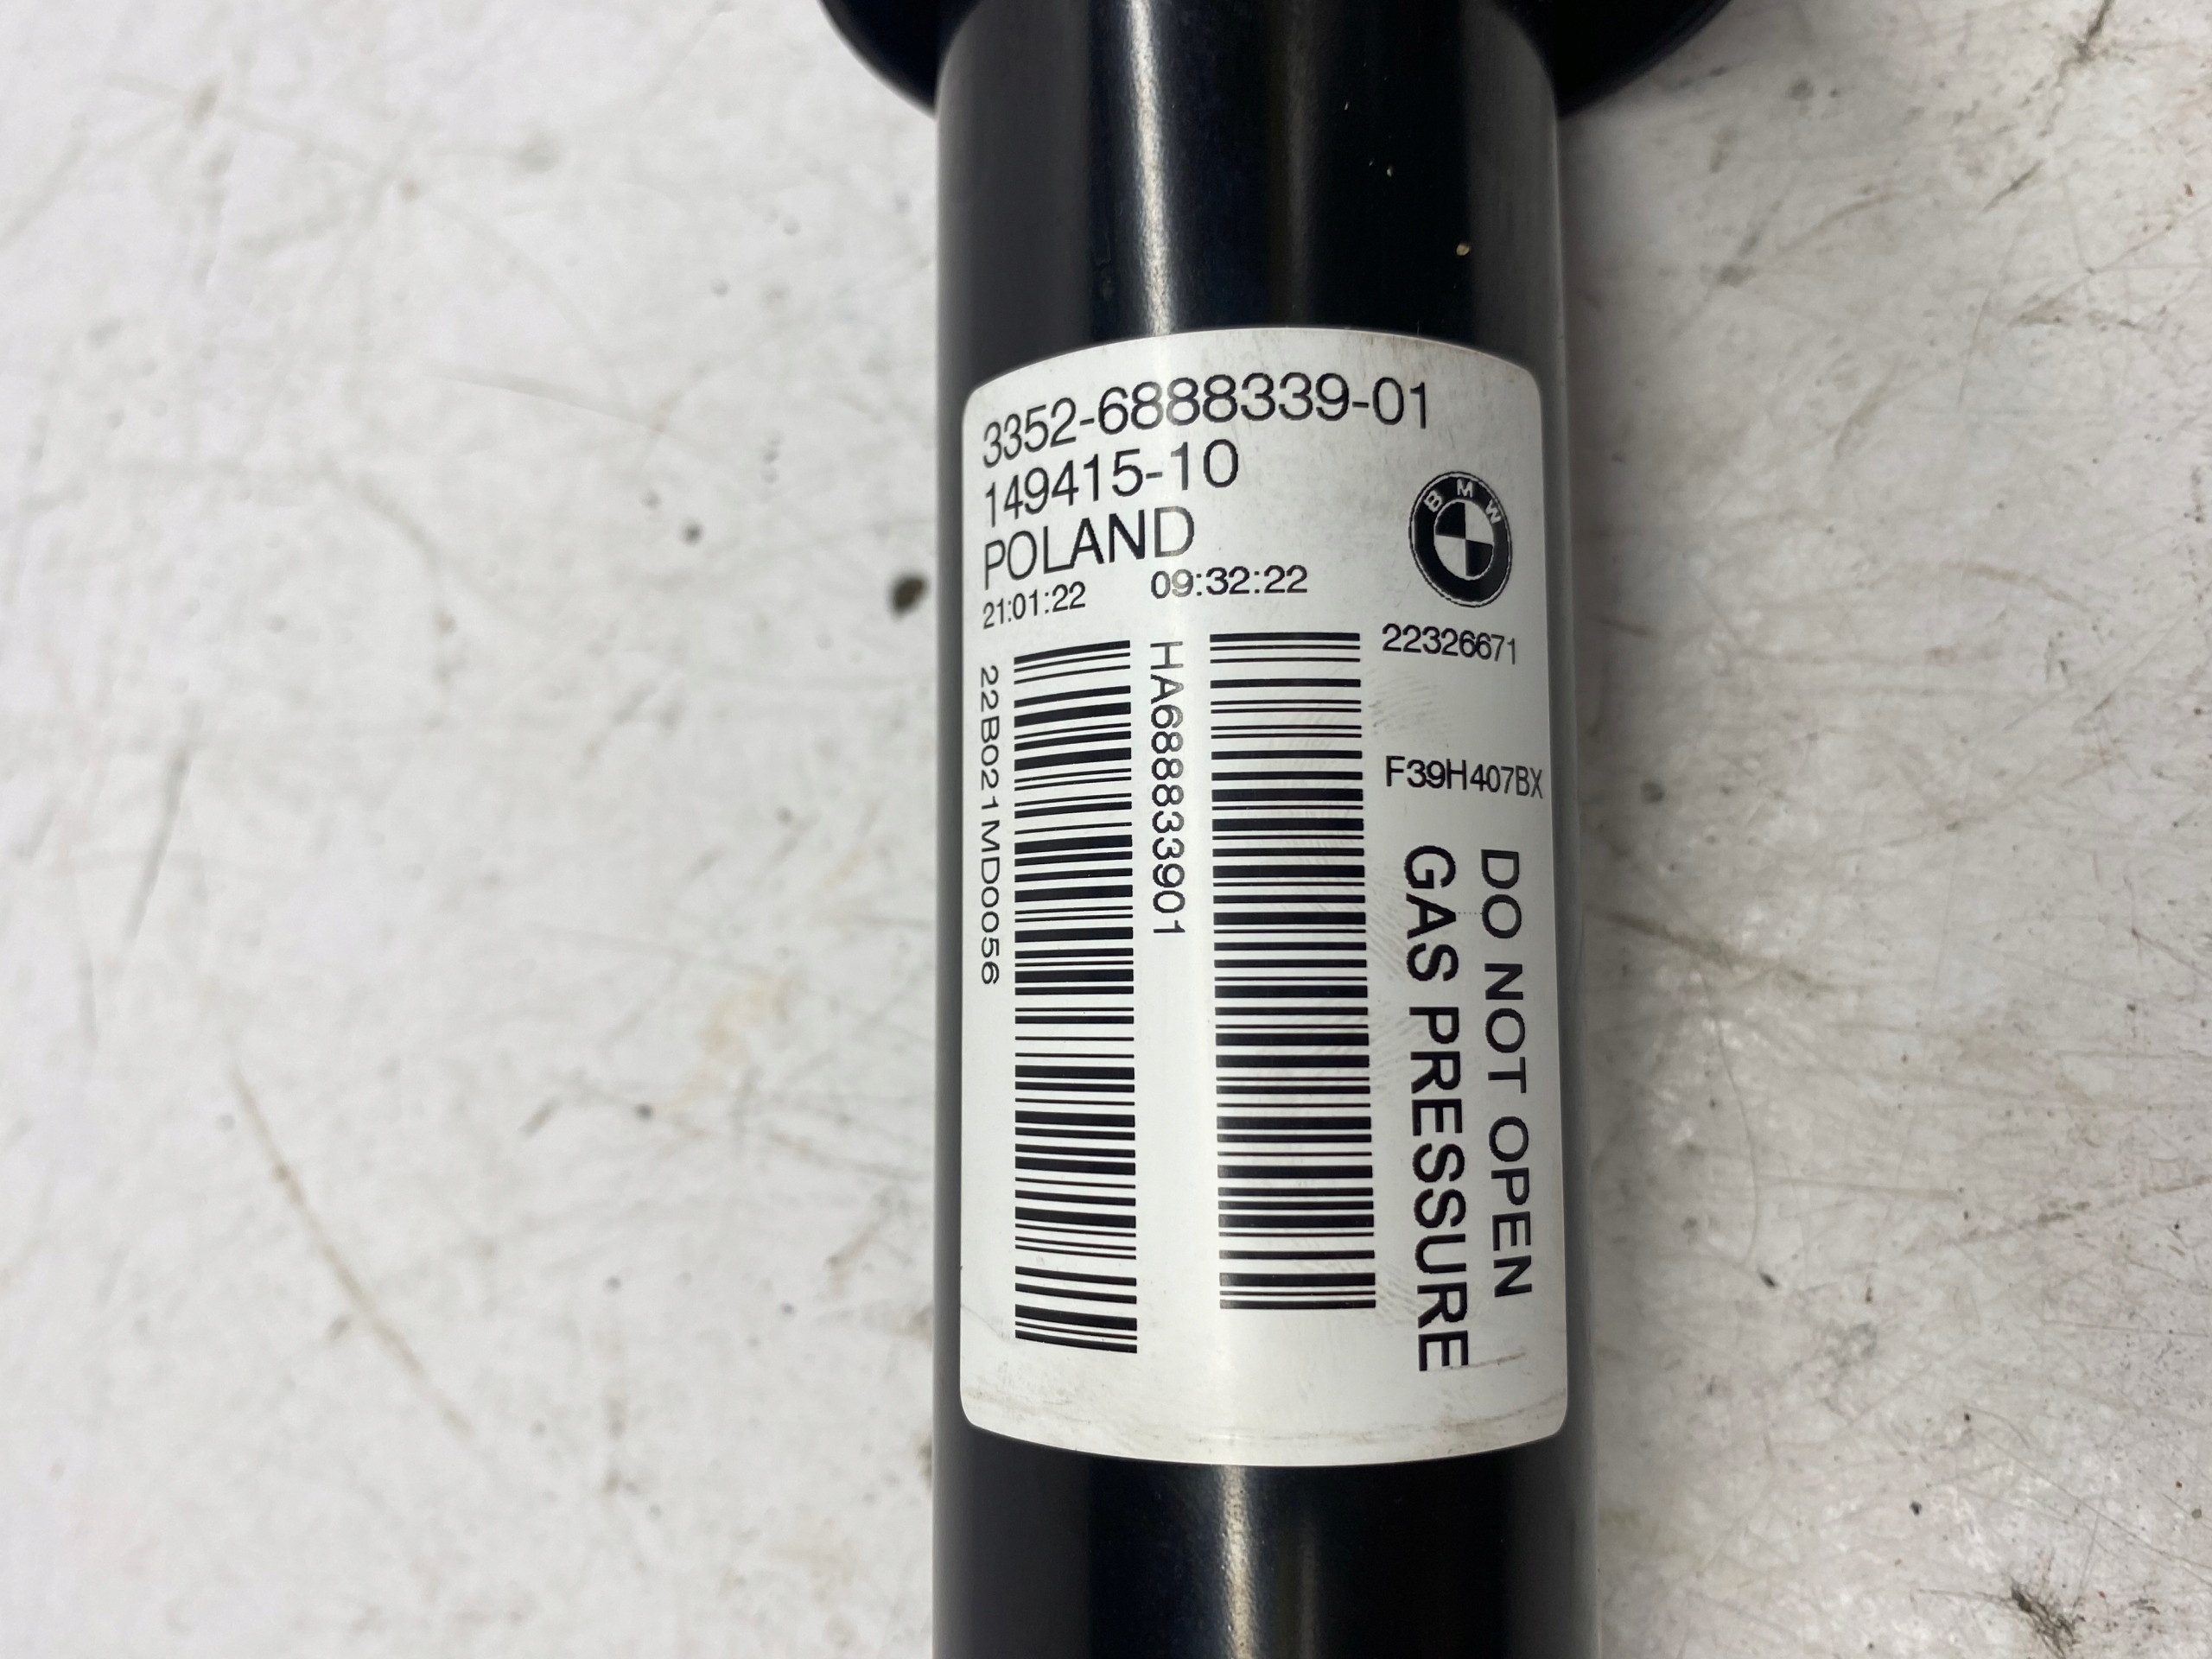 3352-6888339-01
149415-10
POLAND
21:01:22 09:32:22
BMW
22326671
F39H407BX
22B021MD0056
HA688833901
DO NOT OPEN
GAS PRESSURE